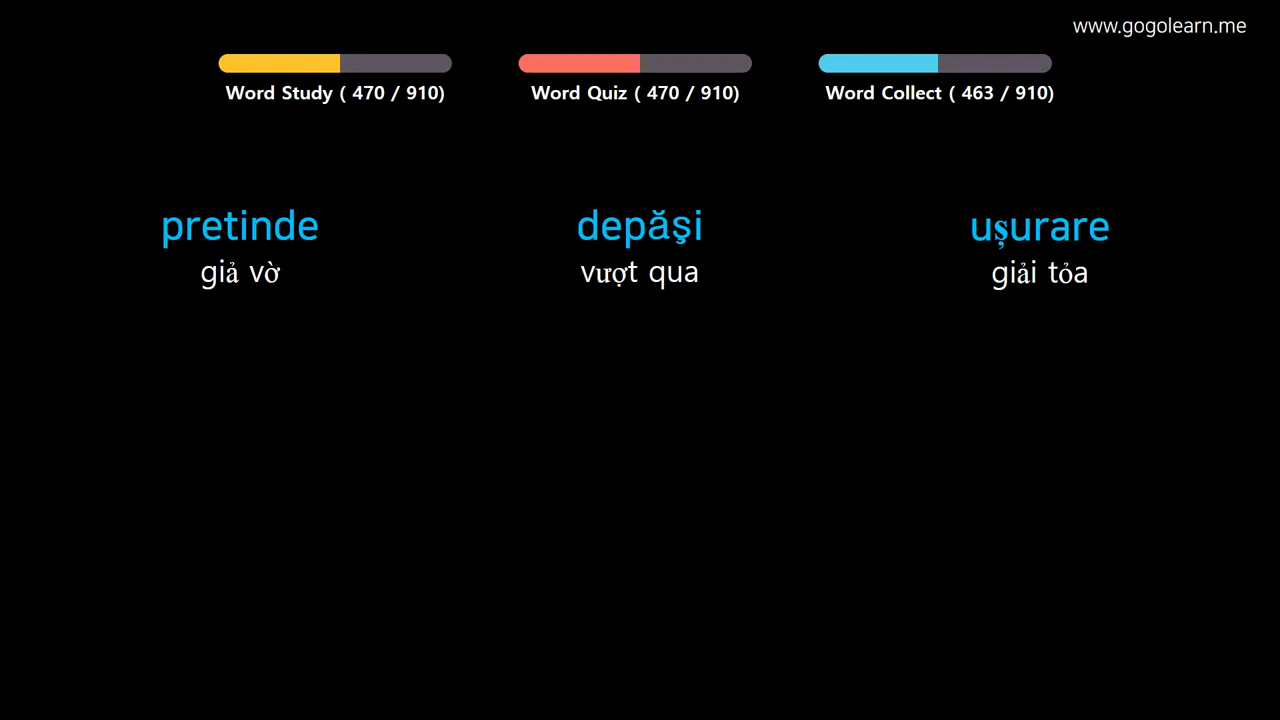 www.gogolearn.me
Word Study ( 470 / 910)
Word Quiz ( 470 / 910)
Word Collect ( 463 / 910)
pretinde
giả vờ
depăşi
vượt qua
ușurare
giải tỏa